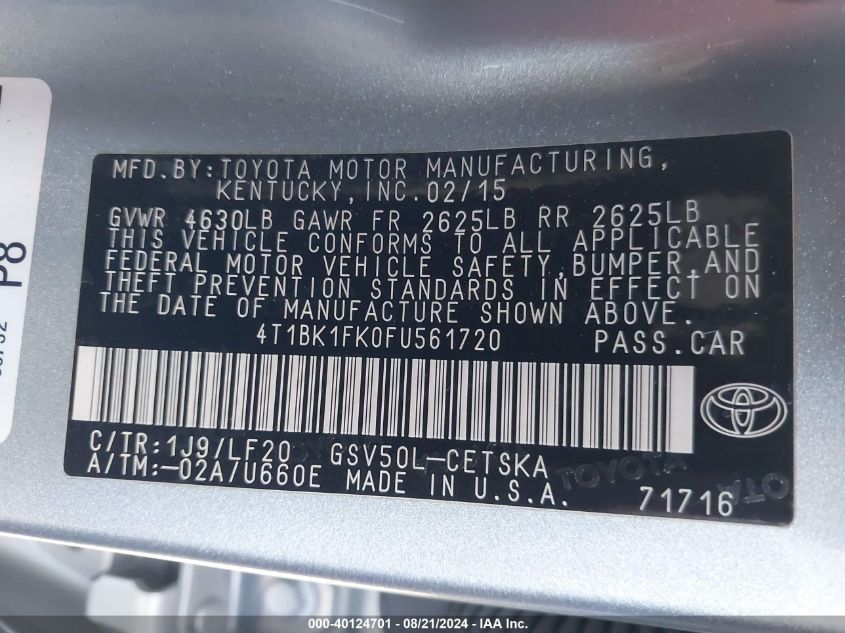 MFD. BY: TOYOTA MOTOR MANUFACTURING,
KENTUCKY, INC. 02/15
GVWR 4630LB GAWR FR 2625LB RR 2625LB
THIS VEHICLE CONFORMS TO ALL APPLICABLE
FEDERAL MOTOR VEHICLE SAFETY, BUMPER, AND
THEFT PREVENTION STANDARDS IN EFFECT ON
THE DATE OF MANUFACTURE SHOWN ABOVE.
4T1BK1FK0FU561720 PASS. CAR
C/TR: 1J9/LF20 GSV50L-CETSKA
A/TM:-02A/U660E MADE IN U.S.A. 71716
TOYOTA
P8
000-40124701 - 08/21/2024 - IAA Inc.